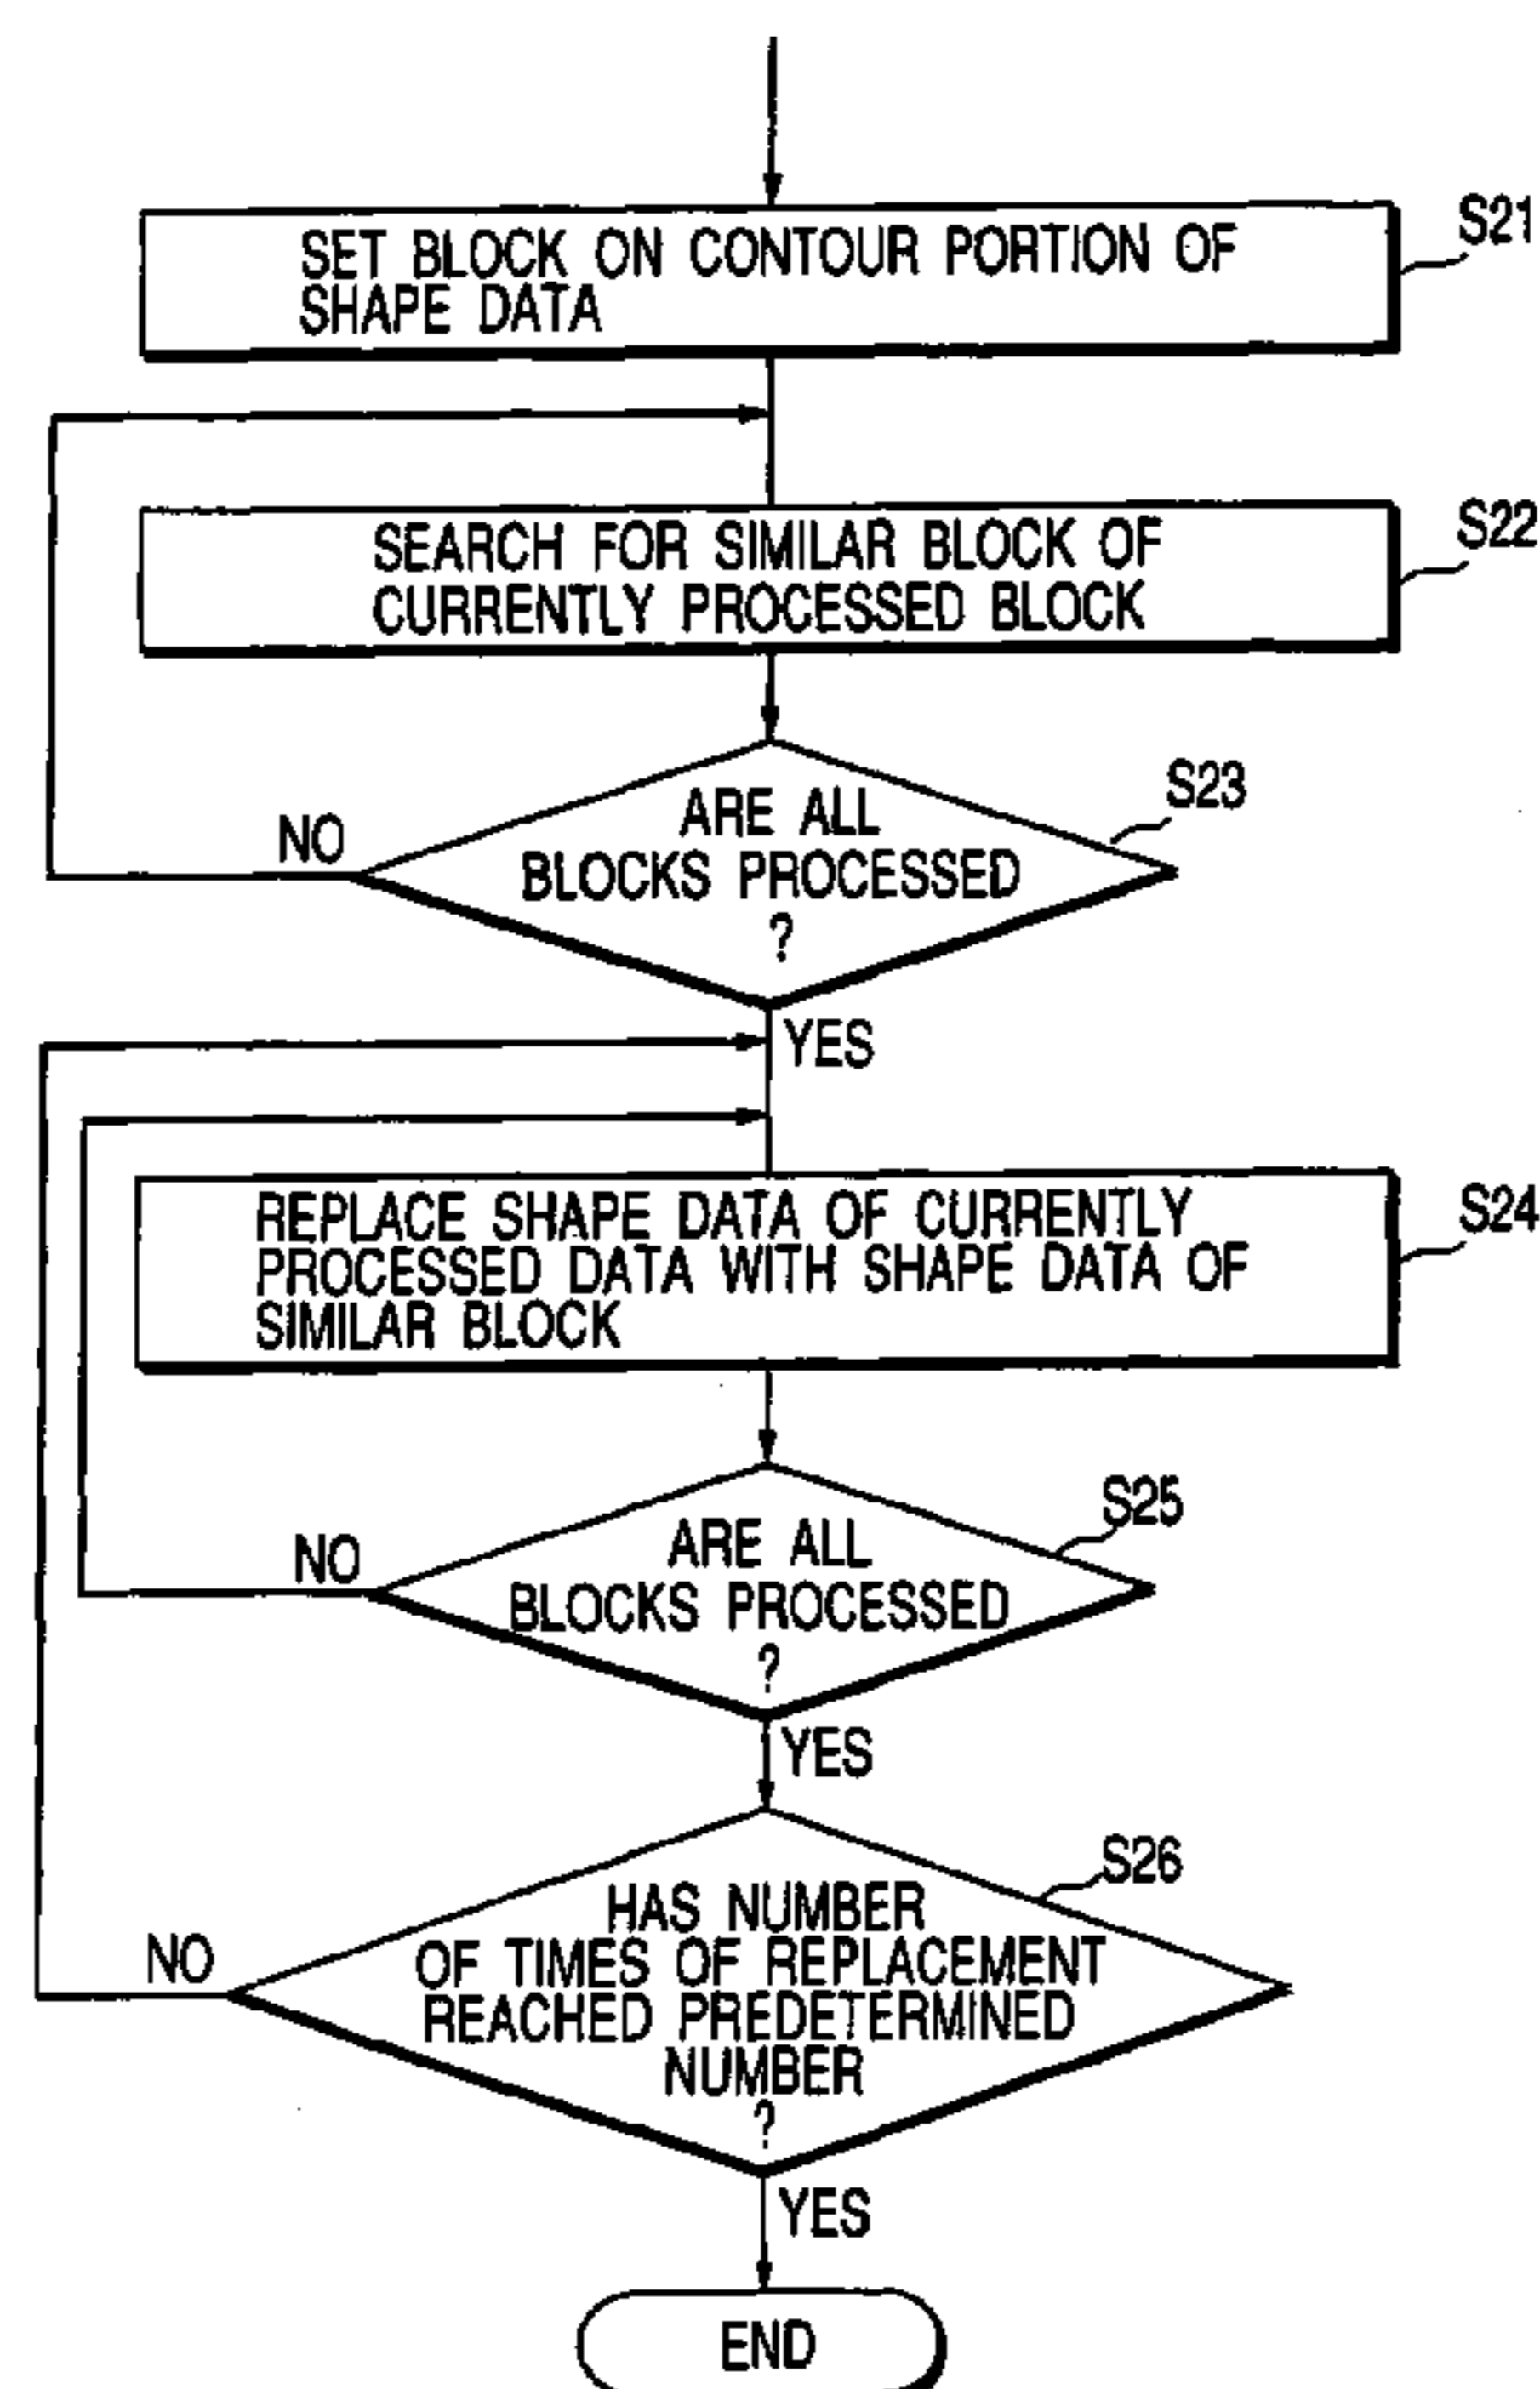 SET BLOCK ON CONTOUR PORTION OF
SHAPE DATA
S21
SEARCH FOR SIMILAR BLOCK OF
CURRENTLY PROCESSED BLOCK
S22
ARE ALL
BLOCKS PROCESSED
?
S23
NO
YES
REPLACE SHAPE DATA OF CURRENTLY
PROCESSED DATA WITH SHAPE DATA OF
SIMILAR BLOCK
S24
ARE ALL
BLOCKS PROCESSED
?
S25
NO
YES
HAS NUMBER
OF TIMES OF REPLACEMENT
REACHED PREDETERMINED
NUMBER
?
S26
NO
YES
END